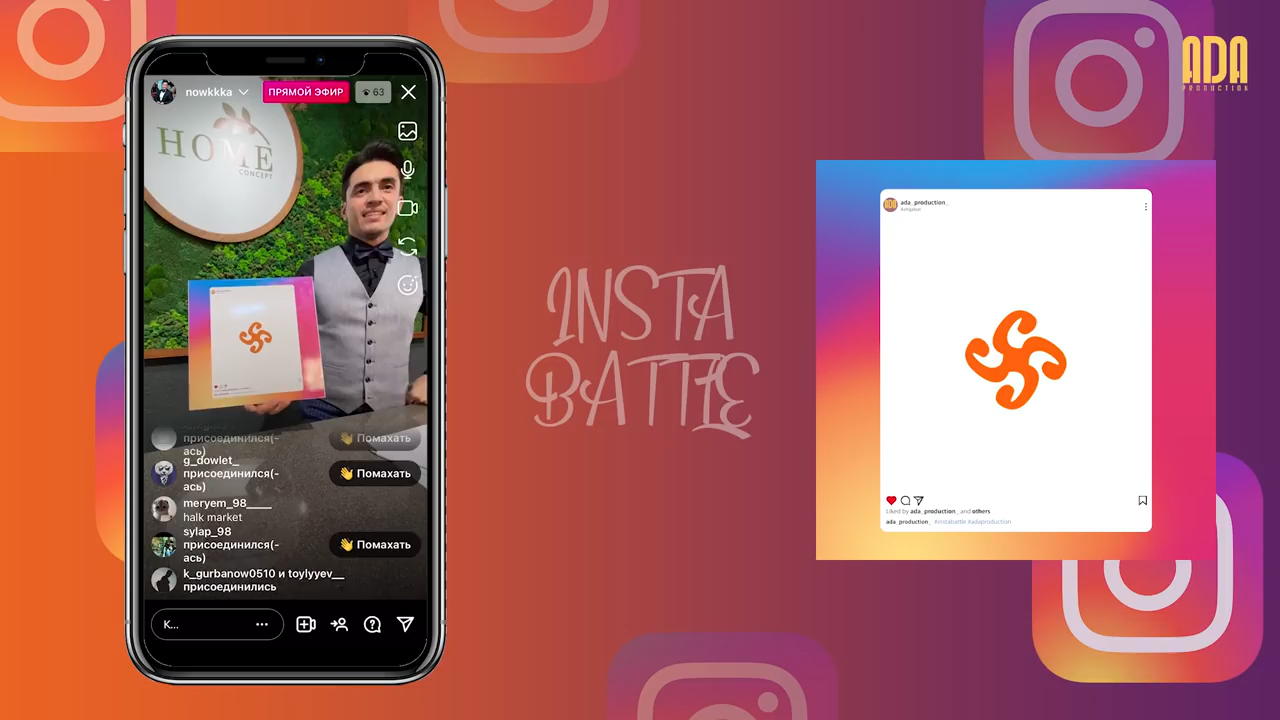 nowkkka
ПРЯМОЙ ЭФИР
63
HOME
CONCEPT
присоединился(-
ась)
Помахать
g_dowlet_
присоединился(-
ась)
Помахать
meryem_98____
halk market
sylap_98
присоединился(-
ась)
Помахать
k_gurbanow0510 и toylyyev__
присоединились
К...
INSTA
BATTLE
ADA
PRODUCTION
ada_production_
Ashgabat
Liked by ada_production_ and others
ada_production_ #instabattle #adaproduction